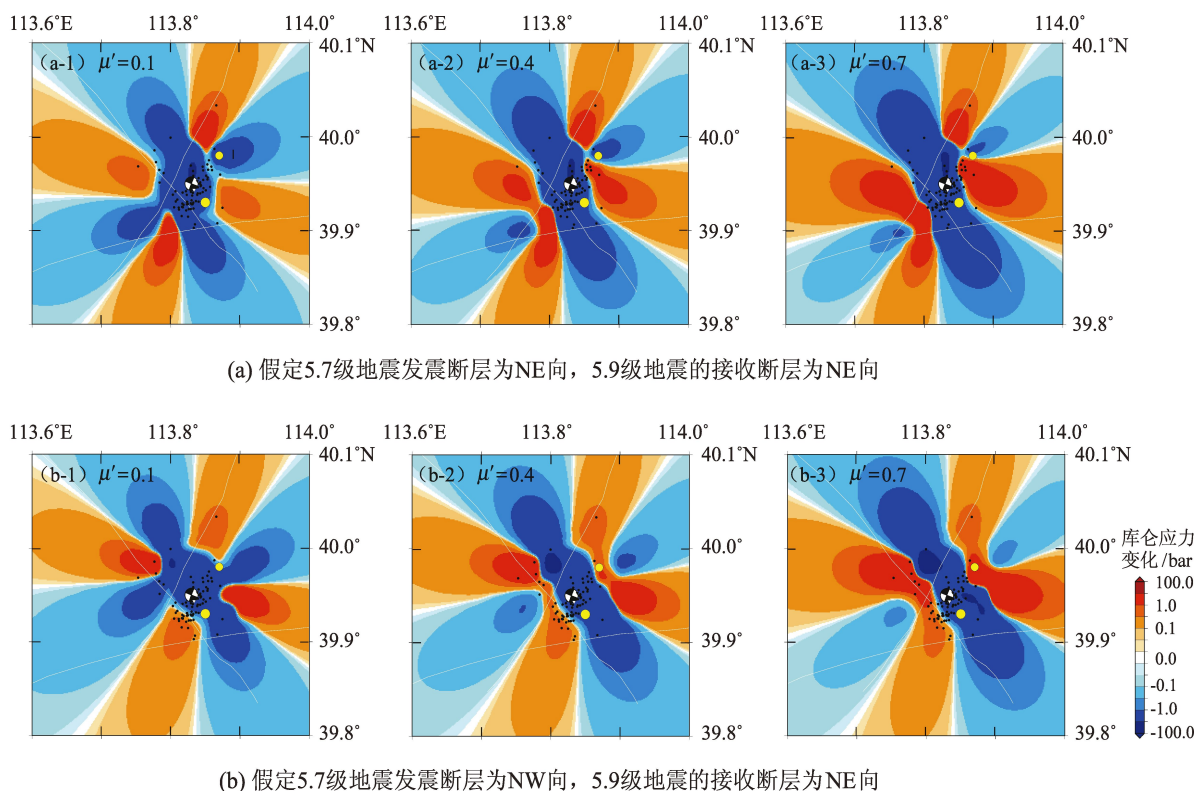 113.6°E 113.8° 114.0° 113.6°E 113.8° 114.0° 113.6°E 113.8° 114.0°
40.1°N 40.1°N 40.1°N
(a-1) μ′=0.1 (a-2) μ′=0.4 (a-3) μ′=0.7
40.0° 40.0° 40.0°
39.9° 39.9° 39.9°
39.8° 39.8° 39.8°
(a) 假定5.7级地震发震断层为NE向，5.9级地震的接收断层为NE向
113.6°E 113.8° 114.0° 113.6°E 113.8° 114.0° 113.6°E 113.8° 114.0°
40.1°N 40.1°N 40.1°N
(b-1) μ′=0.1 (b-2) μ′=0.4 (b-3) μ′=0.7
40.0° 40.0° 40.0°
39.9° 39.9° 39.9°
39.8° 39.8° 39.8°
库仑应力
变化/bar
100.0
1.0
0.1
0.0
-0.1
-1.0
-100.0
(b) 假定5.7级地震发震断层为NW向，5.9级地震的接收断层为NE向